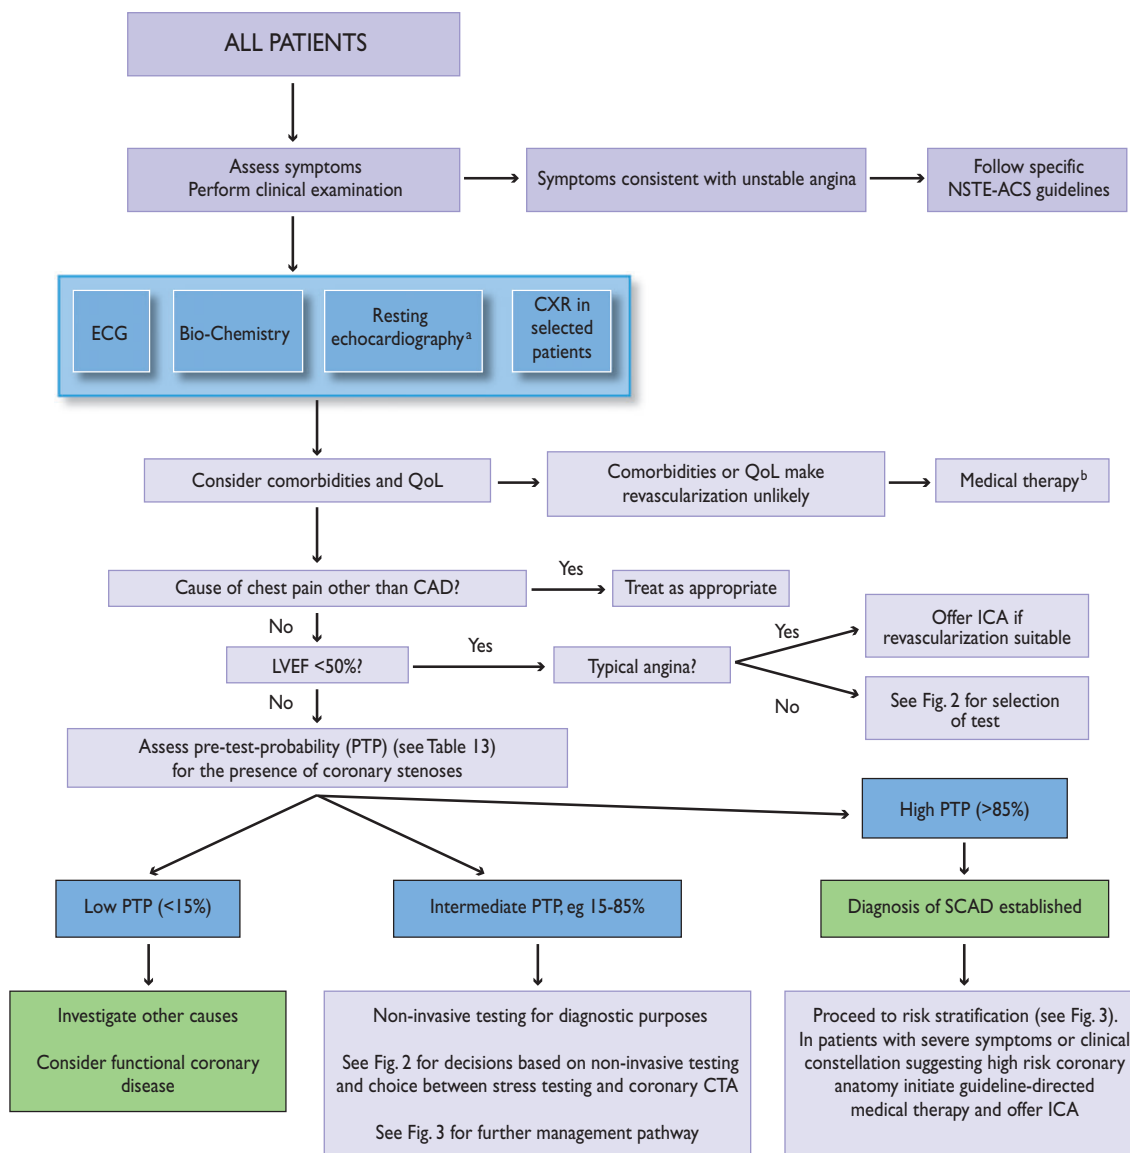 ALL PATIENTS
Assess symptoms
Perform clinical examination
Symptoms consistent with unstable angina
Follow specific
NSTE-ACS guidelines
ECG
Bio-Chemistry
Resting
echocardiographyᵃ
CXR in
selected
patients
Consider comorbidities and QoL
Comorbidities or QoL make
revascularization unlikely
Medical therapyᵇ
Cause of chest pain other than CAD?
Yes
Treat as appropriate
No
LVEF <50%?
Yes
Typical angina?
Yes
Offer ICA if
revascularization suitable
No
See Fig. 2 for selection
of test
No
Assess pre-test-probability (PTP) (see Table 13)
for the presence of coronary stenoses
High PTP (>85%)
Low PTP (<15%)
Intermediate PTP, eg 15-85%
Diagnosis of SCAD established
Investigate other causes
Consider functional coronary
disease
Non-invasive testing for diagnostic purposes
See Fig. 2 for decisions based on non-invasive testing
and choice between stress testing and coronary CTA
See Fig. 3 for further management pathway
Proceed to risk stratification (see Fig. 3).
In patients with severe symptoms or clinical
constellation suggesting high risk coronary
anatomy initiate guideline-directed
medical therapy and offer ICA